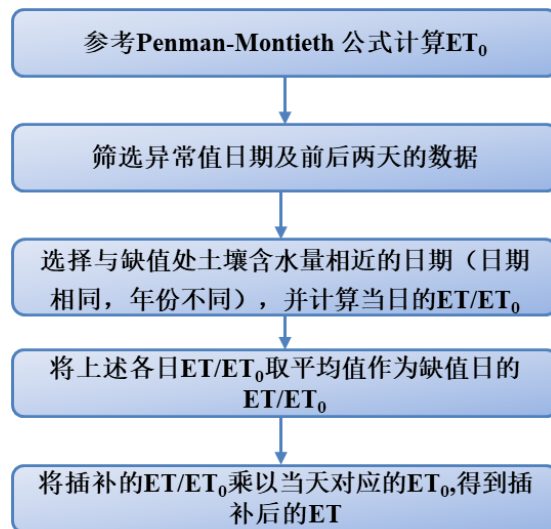 参考Penman-Montieth 公式计算ET₀
筛选异常值日期及前后两天的数据
选择与缺值处土壤含水量相近的日期（日期
相同，年份不同），并计算当日的ET/ET₀
将上述各日ET/ET₀取平均值作为缺值日的
ET/ET₀
将插补的ET/ET₀乘以当天对应的ET₀,得到插
补后的ET